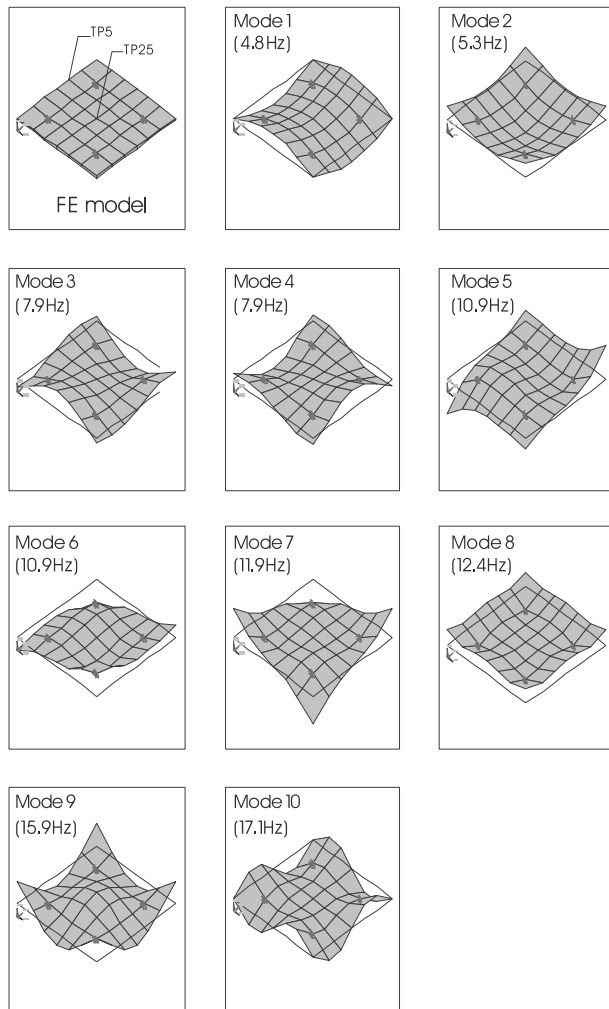 TP5
TP25
FE model
Mode 1
(4.8Hz)
Mode 2
(5.3Hz)
Mode 3
(7.9Hz)
Mode 4
(7.9Hz)
Mode 5
(10.9Hz)
Mode 6
(10.9Hz)
Mode 7
(11.9Hz)
Mode 8
(12.4Hz)
Mode 9
(15.9Hz)
Mode 10
(17.1Hz)